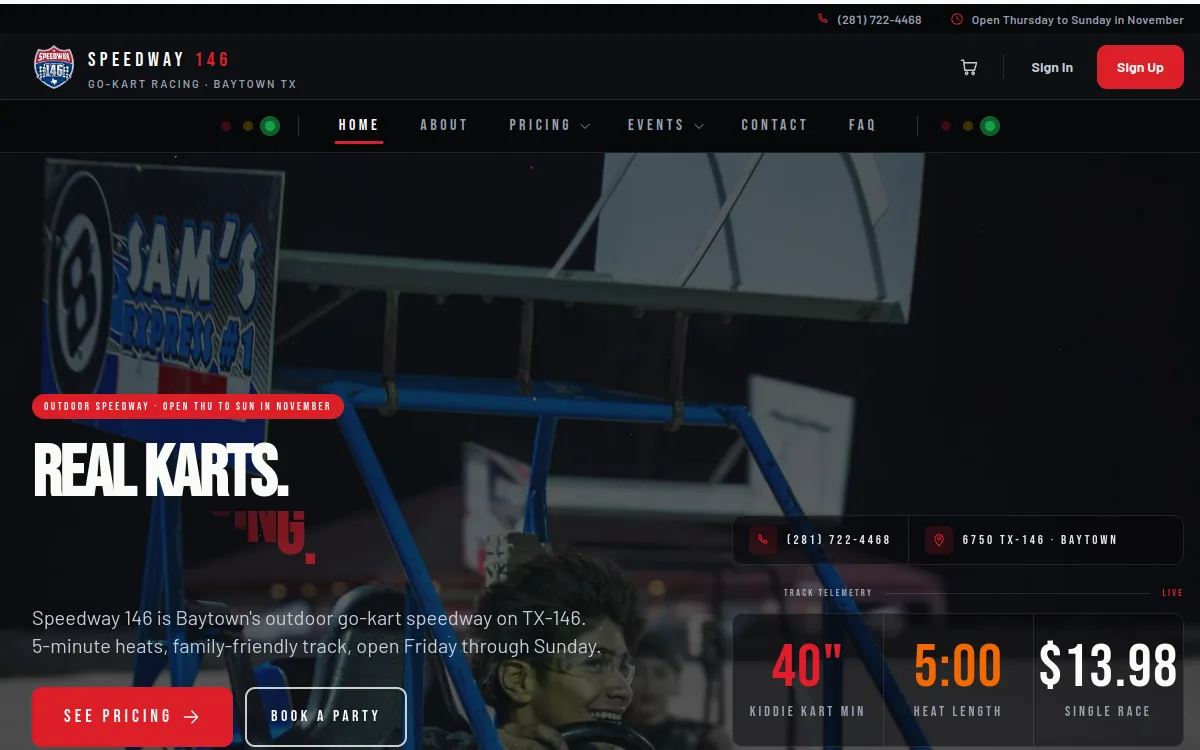 (281) 722-4468
Open Thursday to Sunday in November
SPEEDWAY
146
SPEEDWAY 146
GO-KART RACING · BAYTOWN TX
Sign In
Sign Up
HOME
ABOUT
PRICING
EVENTS
CONTACT
FAQ
8
SAM'S
EXPRESS #1
OUTDOOR SPEEDWAY · OPEN THU TO SUN IN NOVEMBER
REAL KARTS.
Speedway 146 is Baytown's outdoor go-kart speedway on TX-146.
5-minute heats, family-friendly track, open Friday through Sunday.
SEE PRICING →
BOOK A PARTY
(281) 722-4468
6750 TX-146 · BAYTOWN
TRACK TELEMETRY
LIVE
40"
KIDDIE KART MIN
5:00
HEAT LENGTH
$13.98
SINGLE RACE